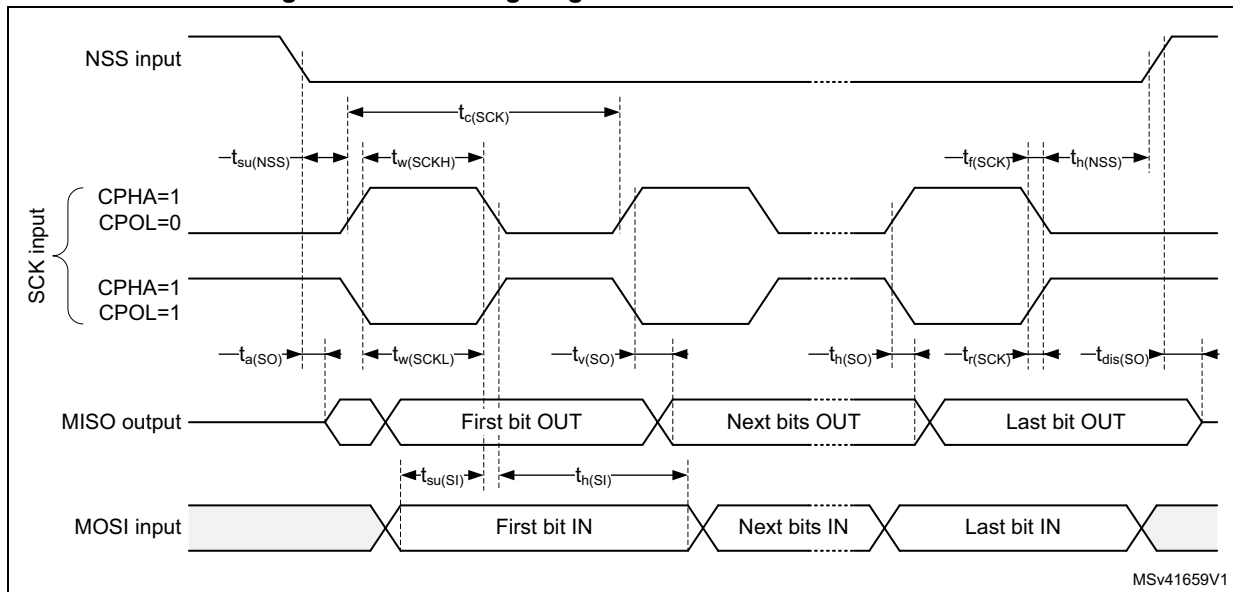 NSS input
tc(SCK)
tsu(NSS) tw(SCKH) tf(SCK) th(NSS)
SCK input
CPHA=1
CPOL=0
CPHA=1
CPOL=1
ta(SO) tw(SCKL) tv(SO) th(SO) tr(SCK) tdis(SO)
MISO output First bit OUT Next bits OUT Last bit OUT
tsu(SI) th(SI)
MOSI input First bit IN Next bits IN Last bit IN
MSv41659V1